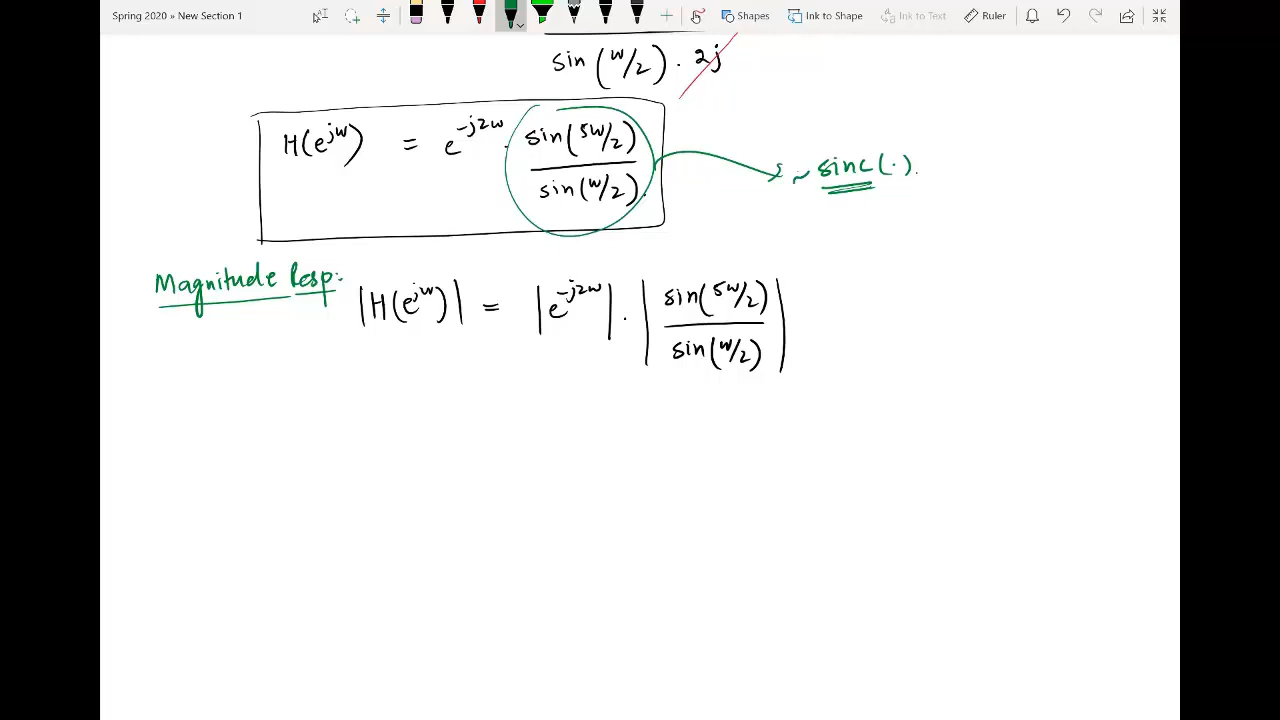 Spring 2020 » New Section 1 Shapes Ink to Shape Ink to Text Ruler
sin(w/2) · 2j
H(e^jw) = e^-j2w · sin(5w/2) / sin(w/2).
~ sinc(·).
Magnitude Resp:
|H(e^jw)| = |e^-j2w| · |sin(5w/2) / sin(w/2)|